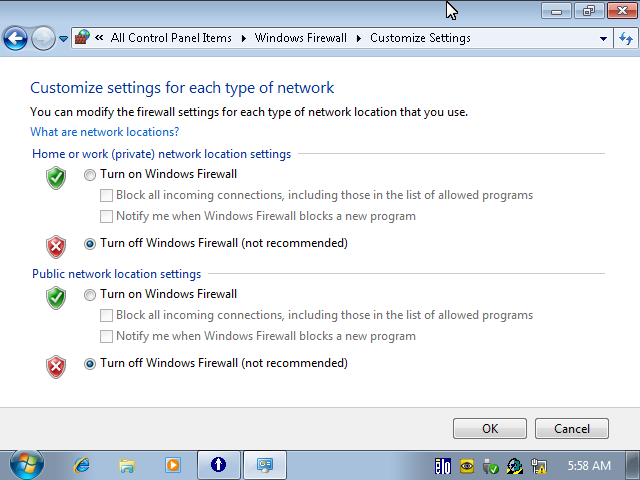 « All Control Panel Items Windows Firewall Customize Settings
Customize settings for each type of network
You can modify the firewall settings for each type of network location that you use.
What are network locations?
Home or work (private) network location settings
Turn on Windows Firewall
Block all incoming connections, including those in the list of allowed programs
Notify me when Windows Firewall blocks a new program
Turn off Windows Firewall (not recommended)
Public network location settings
Turn on Windows Firewall
Block all incoming connections, including those in the list of allowed programs
Notify me when Windows Firewall blocks a new program
Turn off Windows Firewall (not recommended)
OK Cancel
elo 5:58 AM